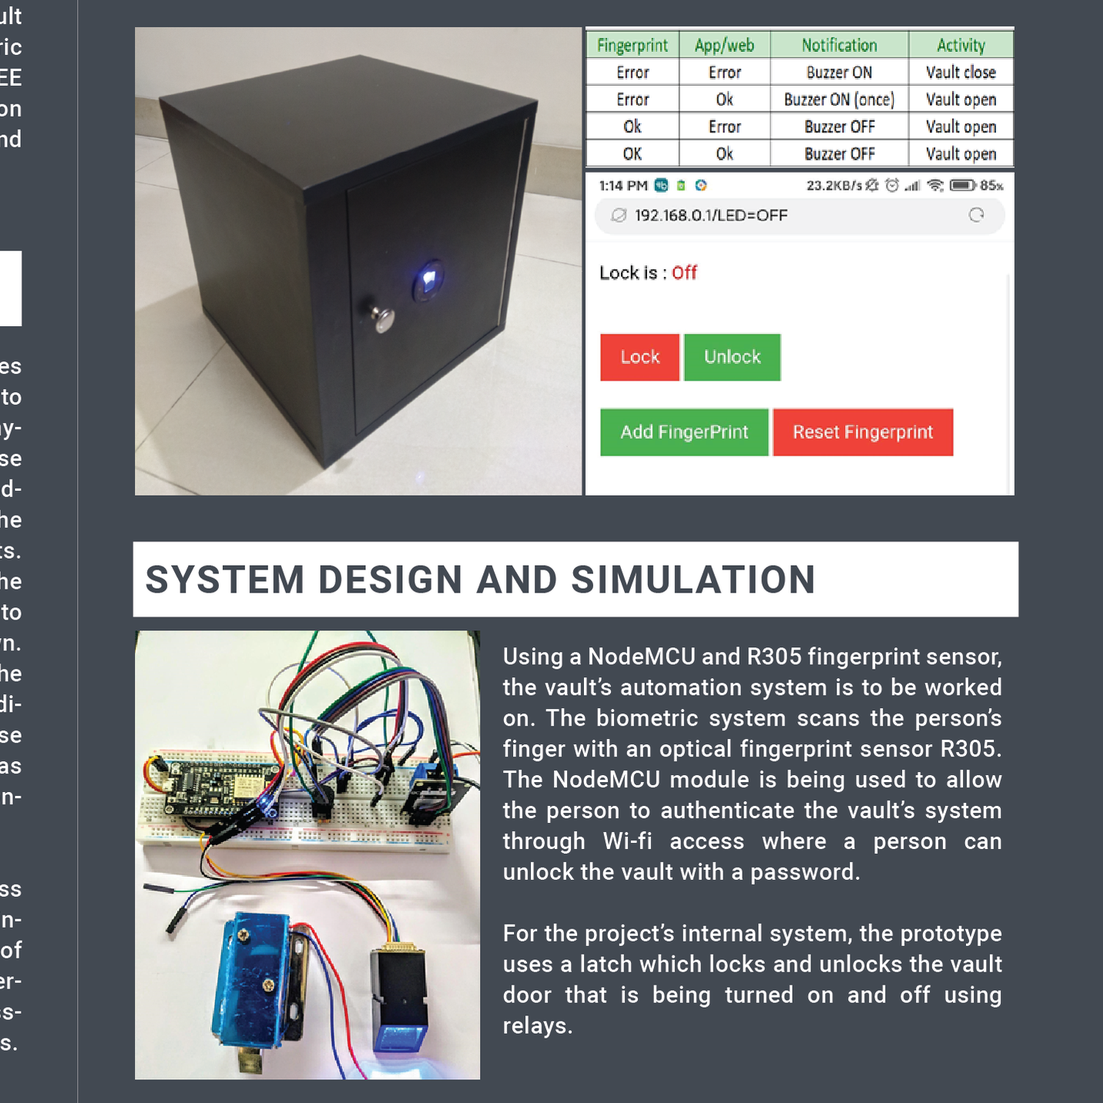 ult
ric
EE
on
nd
es
to
ny-
se
d-
he
ts.
he
to
n.
he
di-
se
as
n-
ss
n-
of
er-
ss-
s.
Fingerprint App/web Notification Activity
Error Error Buzzer ON Vault close
Error Ok Buzzer ON (once) Vault open
Ok Error Buzzer OFF Vault open
OK Ok Buzzer OFF Vault open
1:14 PM 23.2KB/s 85%
192.168.0.1/LED=OFF
Lock is : Off
Lock Unlock
Add FingerPrint Reset Fingerprint
SYSTEM DESIGN AND SIMULATION
Using a NodeMCU and R305 fingerprint sensor,
the vault’s automation system is to be worked
on. The biometric system scans the person’s
finger with an optical fingerprint sensor R305.
The NodeMCU module is being used to allow
the person to authenticate the vault’s system
through Wi-fi access where a person can
unlock the vault with a password.
For the project’s internal system, the prototype
uses a latch which locks and unlocks the vault
door that is being turned on and off using
relays.